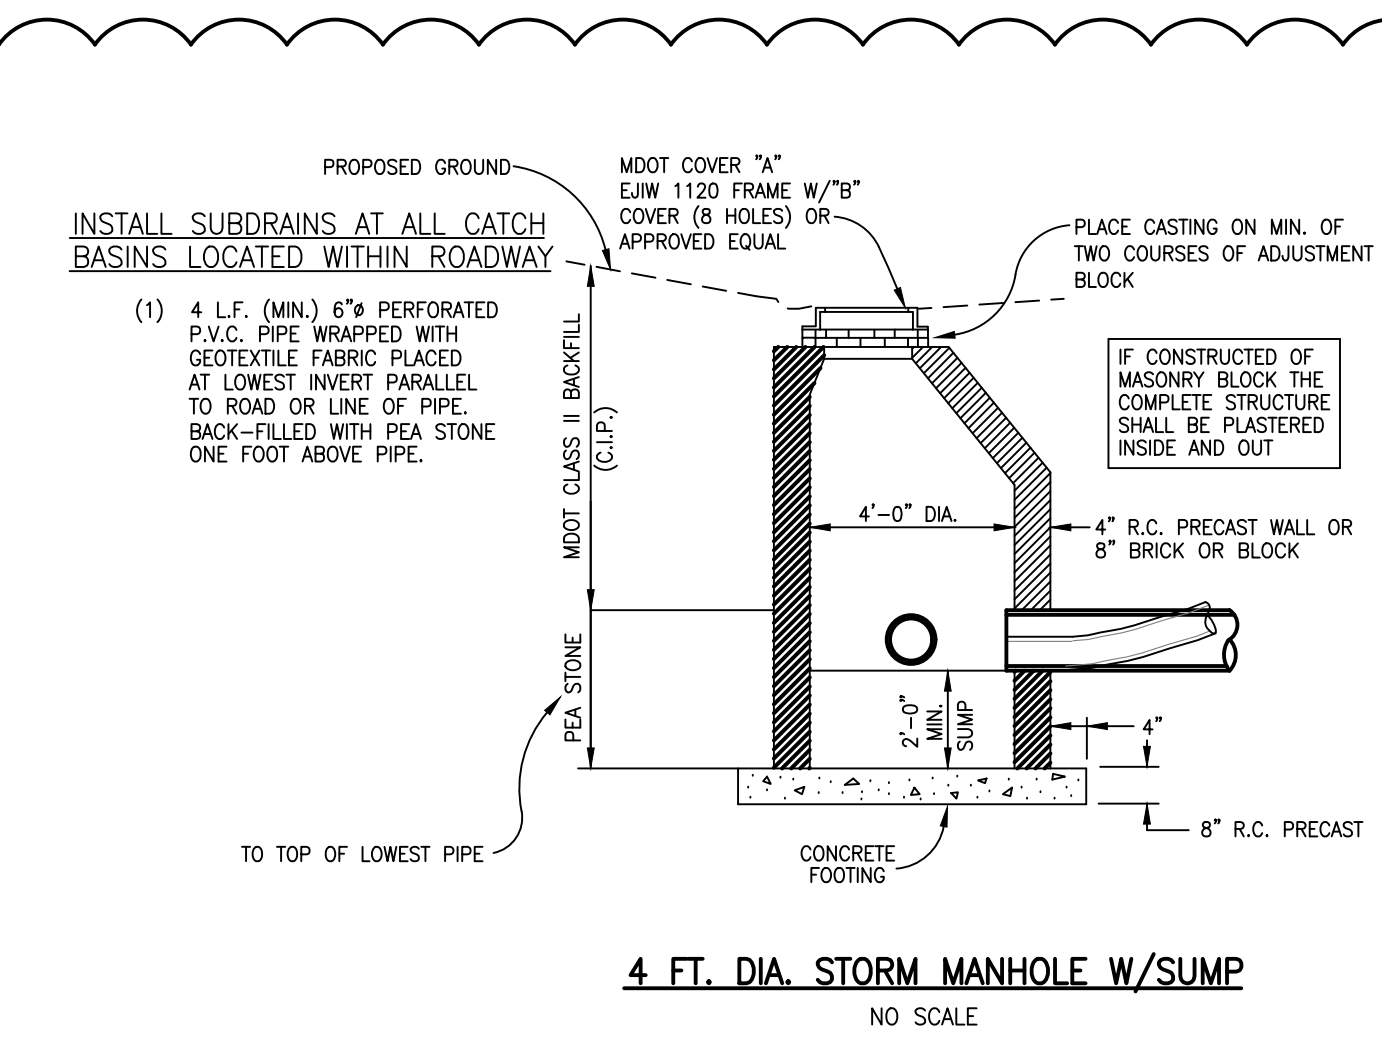 PROPOSED GROUND
MDOT COVER "A"
EJIW 1120 FRAME W/"B"
COVER (8 HOLES) OR
APPROVED EQUAL
INSTALL SUBDRAINS AT ALL CATCH
BASINS LOCATED WITHIN ROADWAY
(1) 4 L.F. (MIN.) 6"ø PERFORATED
P.V.C. PIPE WRAPPED WITH
GEOTEXTILE FABRIC PLACED
AT LOWEST INVERT PARALLEL
TO ROAD OR LINE OF PIPE.
BACK-FILLED WITH PEA STONE
ONE FOOT ABOVE PIPE.
PLACE CASTING ON MIN. OF
TWO COURSES OF ADJUSTMENT
BLOCK
IF CONSTRUCTED OF
MASONRY BLOCK THE
COMPLETE STRUCTURE
SHALL BE PLASTERED
INSIDE AND OUT
MDOT CLASS II BACKFILL
(C.I.P.)
4'-0" DIA.
4" R.C. PRECAST WALL OR
8" BRICK OR BLOCK
PEA STONE
2'-0"
MIN.
SUMP
4"
8" R.C. PRECAST
TO TOP OF LOWEST PIPE
CONCRETE
FOOTING
4 FT. DIA. STORM MANHOLE W/SUMP
NO SCALE